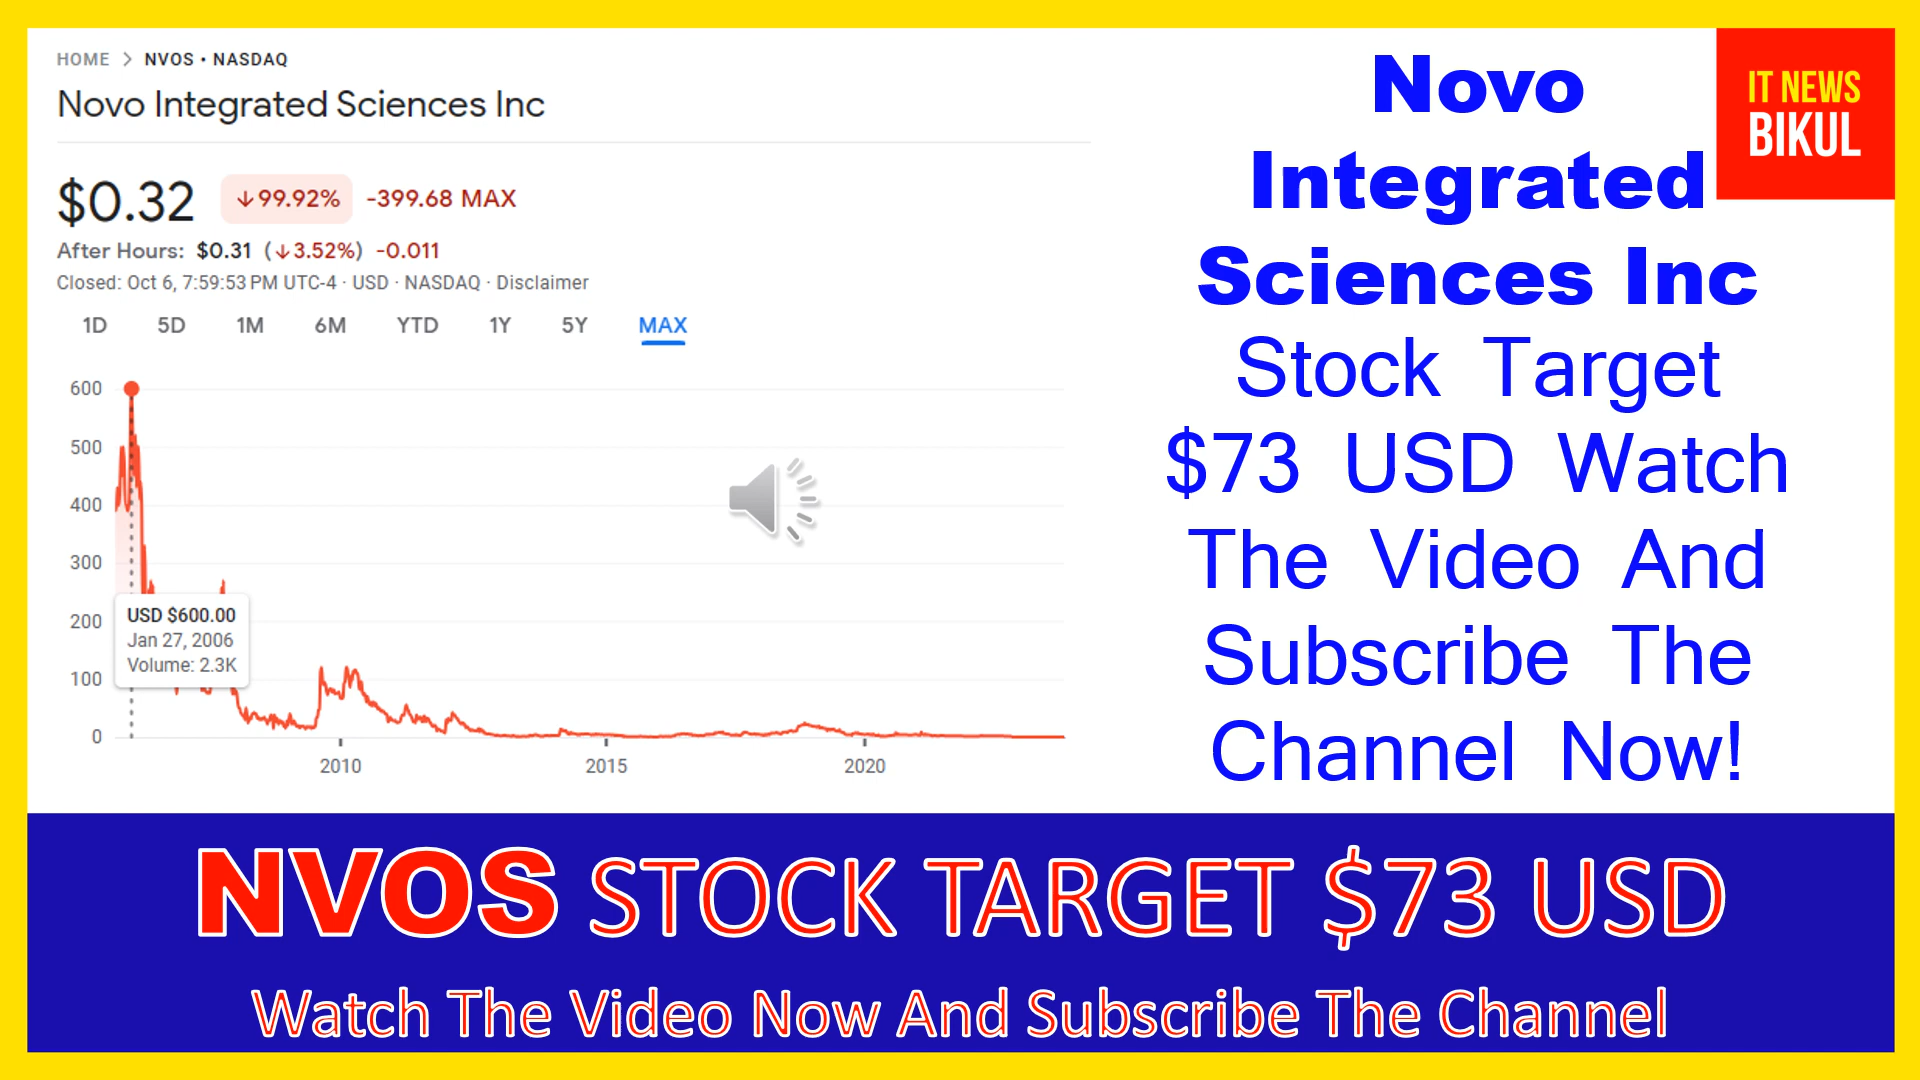 HOME > NVOS • NASDAQ
Novo Integrated Sciences Inc
$0.32 ↓99.92% -399.68 MAX
After Hours: $0.31 (↓3.52%) -0.011
Closed: Oct 6, 7:59:53 PM UTC-4 · USD · NASDAQ · Disclaimer
1D 5D 1M 6M YTD 1Y 5Y MAX
600
500
400
300
200
100
0
USD $600.00
Jan 27, 2006
Volume: 2.3K
2010 2015 2020
Novo
Integrated
Sciences Inc
Stock Target
$73 USD Watch
The Video And
Subscribe The
Channel Now!
IT NEWS
BIKUL
NVOS STOCK TARGET $73 USD
Watch The Video Now And Subscribe The Channel